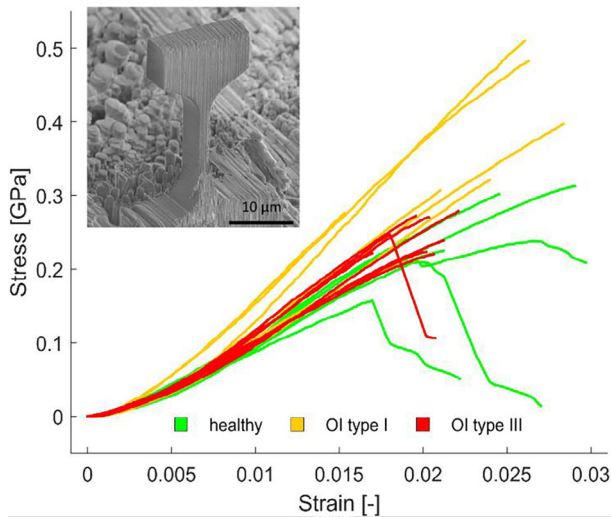 0.5
0.4
0.3
0.2
0.1
0
Stress [GPa]
10 μm
healthy
OI type I
OI type III
0
0.005
0.01
0.015
0.02
0.025
0.03
Strain [-]